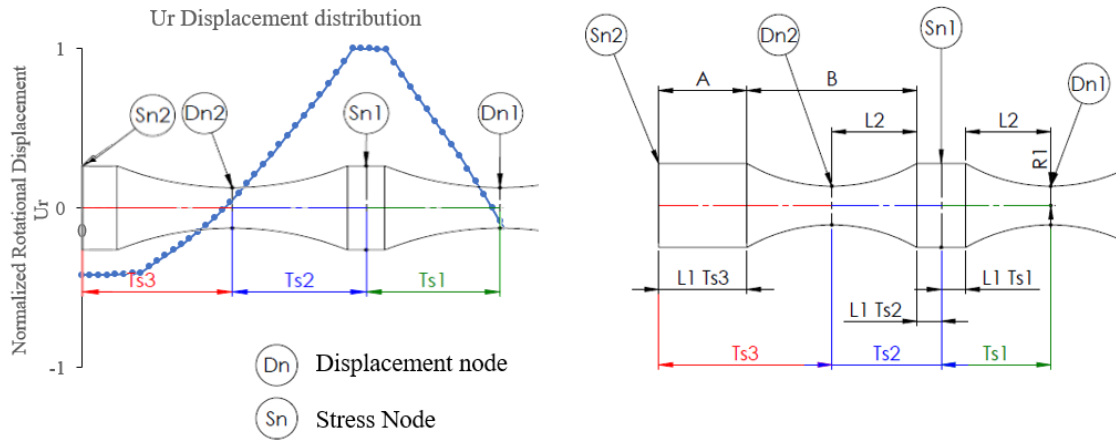 Ur Displacement distribution
Normalized Rotational Displacement
Ur
1
0
-1
0
Sn2
Dn2
Sn1
Dn1
Ts3
Ts2
Ts1
Dn Displacement node
Sn Stress Node
Sn2
Dn2
Sn1
Dn1
A
B
L2
L2
R1
L1 Ts3
L1 Ts1
L1 Ts2
Ts3
Ts2
Ts1